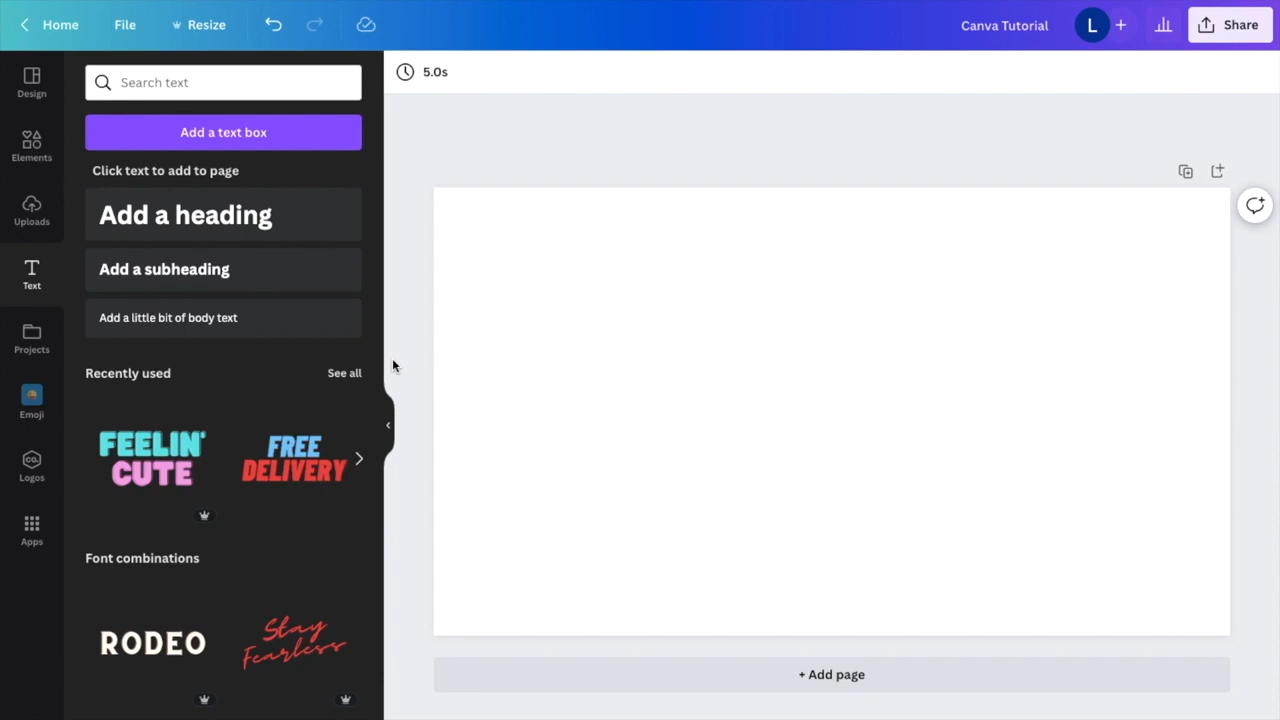 Home File Resize Canva Tutorial L + Share
Design
Elements
Uploads
Text
Projects
Emoji
CO.
Logos
Apps
Search text
Add a text box
Click text to add to page
Add a heading
Add a subheading
Add a little bit of body text
Recently used See all
FEELIN'
CUTE
FREE
DELIVERY
Font combinations
RODEO
Stay
Fearless
5.0s
+ Add page